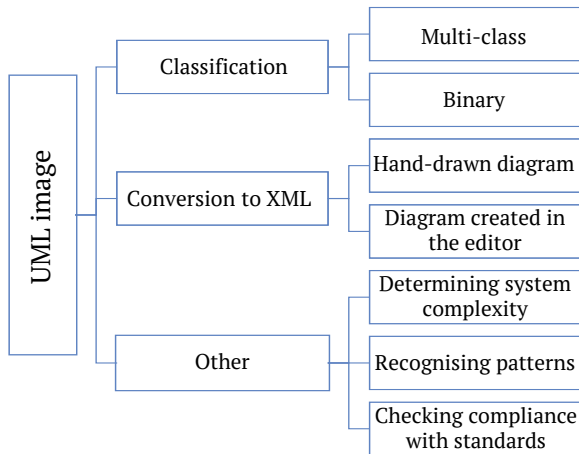 UML image
Classification
Multi-class
Binary
Conversion to XML
Hand-drawn diagram
Diagram created in
the editor
Other
Determining system
complexity
Recognising patterns
Checking compliance
with standards